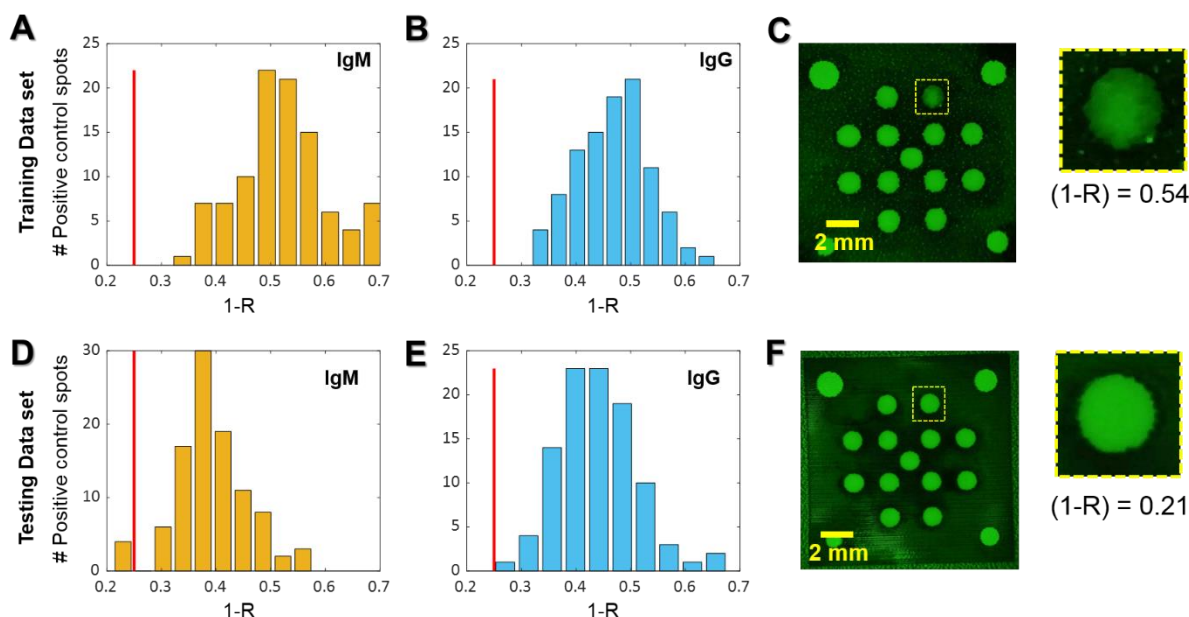 A
Training Data set
# Positive control spots
25
20
15
10
5
0
0.2 0.3 0.4 0.5 0.6 0.7
1-R
IgM
B
25
20
15
10
5
0
0.2 0.3 0.4 0.5 0.6 0.7
1-R
IgG
C
2 mm
(1-R) = 0.54
D
Testing Data set
# Positive control spots
30
20
10
0
0.2 0.3 0.4 0.5 0.6 0.7
1-R
IgM
E
25
20
15
10
5
0
0.2 0.3 0.4 0.5 0.6 0.7
1-R
IgG
F
2 mm
(1-R) = 0.21